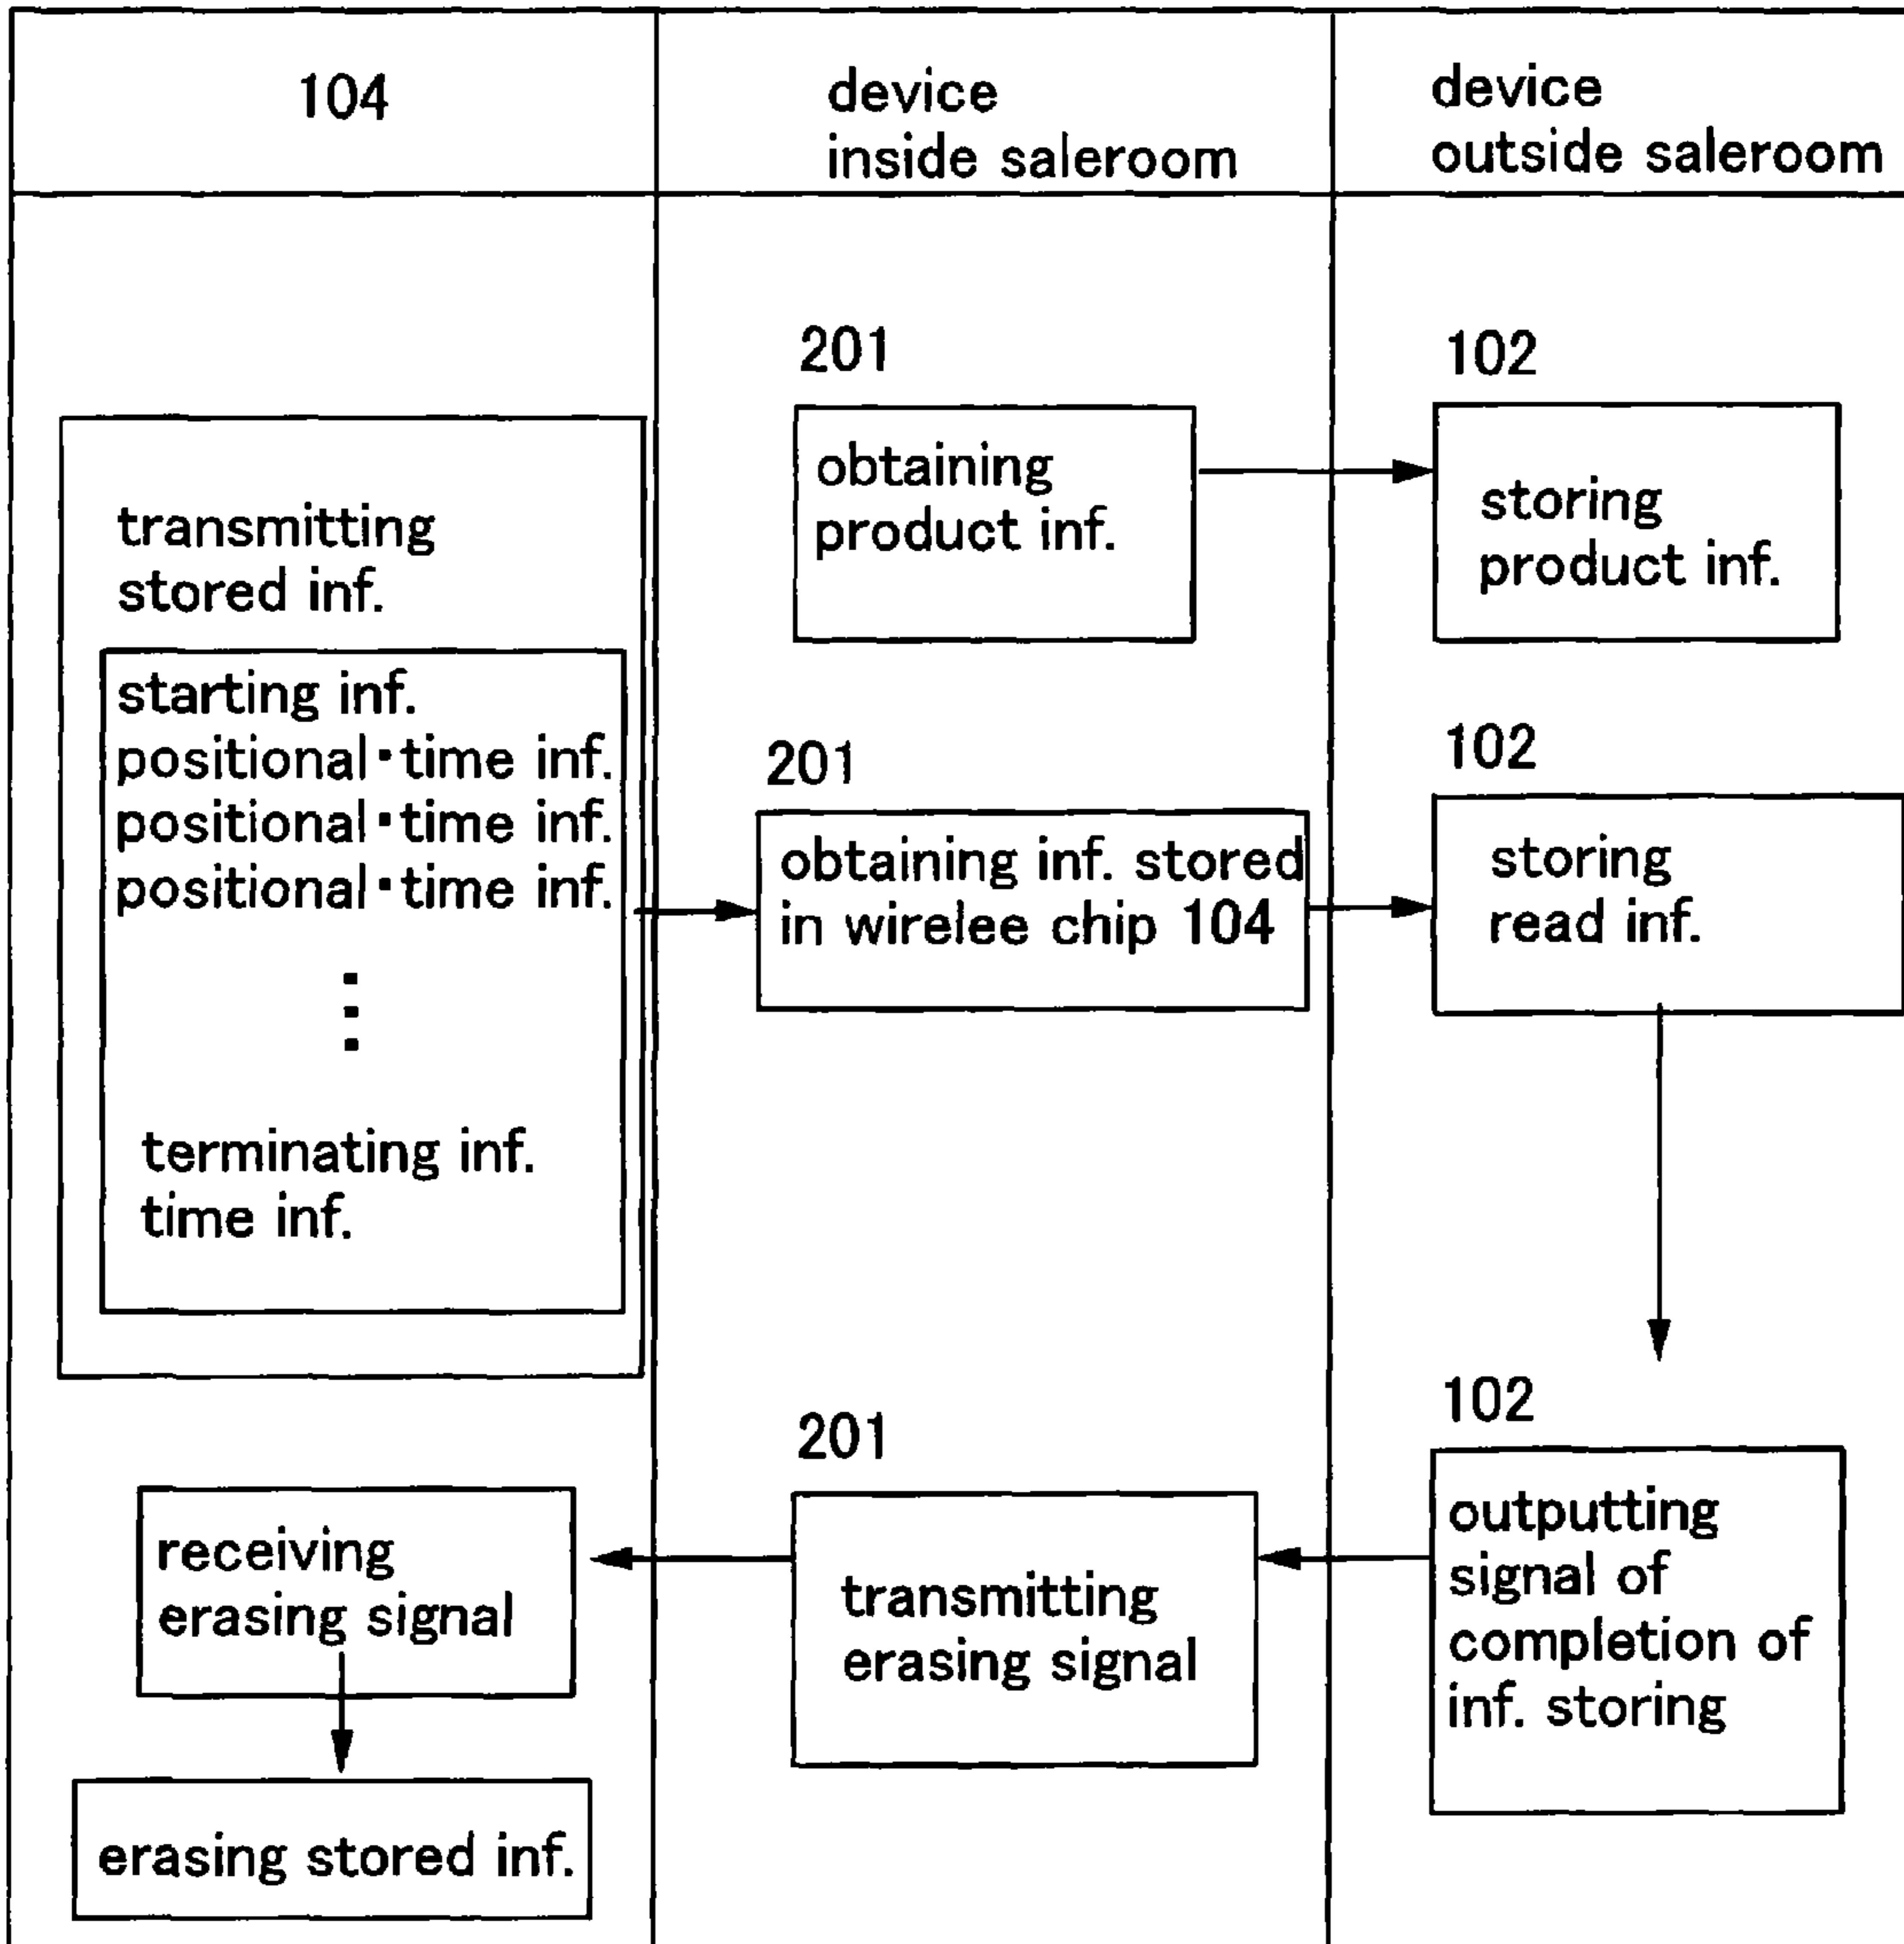 104
device
inside saleroom
device
outside saleroom
201
obtaining
product inf.
102
storing
product inf.
transmitting
stored inf.
starting inf.
positional･time inf.
positional･time inf.
positional･time inf.
⋮
terminating inf.
time inf.
201
obtaining inf. stored
in wirelee chip 104
102
storing
read inf.
102
outputting
signal of
completion of
inf. storing
201
transmitting
erasing signal
receiving
erasing signal
erasing stored inf.